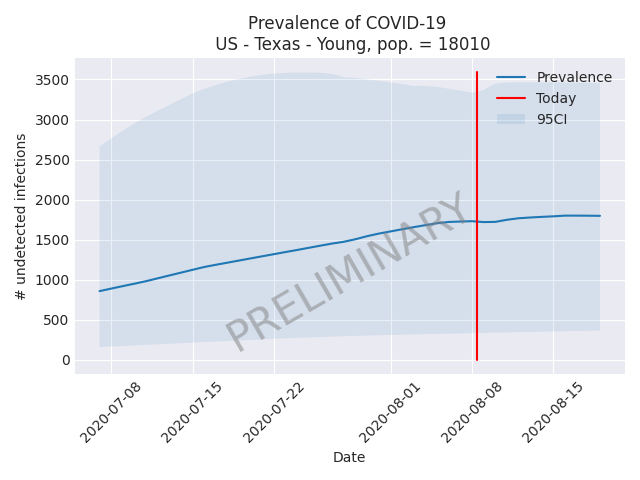 Prevalence of COVID-19
US - Texas - Young, pop. = 18010
# undetected infections
3500
3000
2500
2000
1500
1000
500
0
Prevalence
Today
95CI
PRELIMINARY
2020-07-08
2020-07-15
2020-07-22
2020-08-01
2020-08-08
2020-08-15
Date